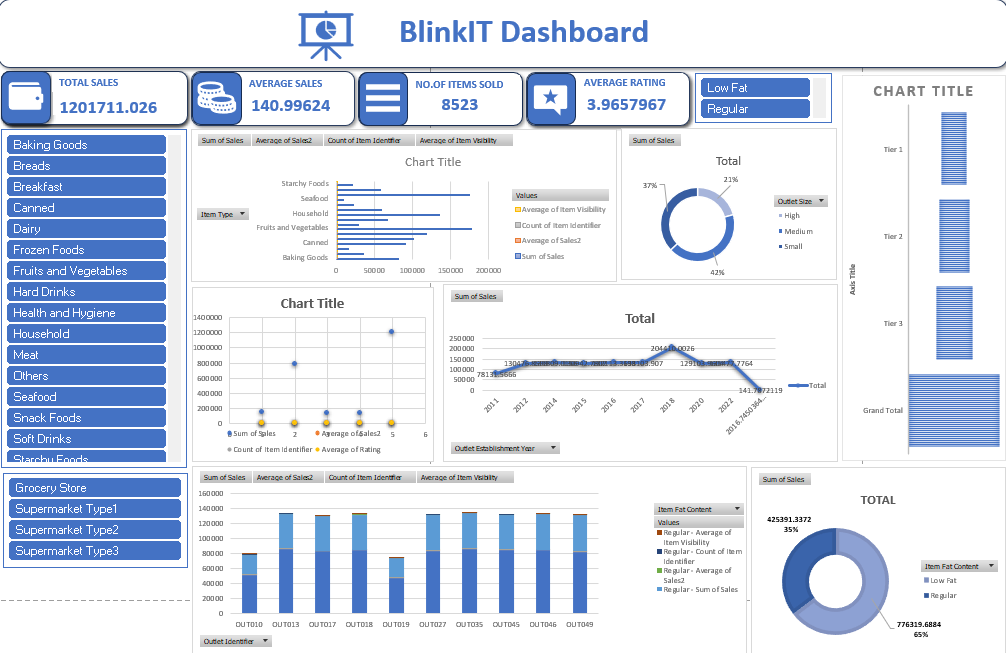 BlinkIT Dashboard
TOTAL SALES
1201711.026
AVERAGE SALES
140.99624
NO.OF ITEMS SOLD
8523
AVERAGE RATING
3.9657967
Low Fat
Regular
Baking Goods
Breads
Breakfast
Canned
Dairy
Frozen Foods
Fruits and Vegetables
Hard Drinks
Health and Hygiene
Household
Meat
Others
Seafood
Snack Foods
Soft Drinks
Starchy Foods
Grocery Store
Supermarket Type1
Supermarket Type2
Supermarket Type3
Sum of Sales Average of Sales2 Count of Item Identifier Average of Item Visibility
Chart Title
Item Type
Starchy Foods
Seafood
Household
Fruits and Vegetables
Canned
Baking Goods
0 50000 100000 150000 200000
Values
Average of Item Visibility
Count of Item Identifier
Average of Sales2
Sum of Sales
Sum of Sales
Total
37%
21%
42%
Outlet Size
High
Medium
Small
CHART TITLE
Axis Title
Tier 1
Tier 2
Tier 3
Grand Total
Chart Title
1400000
1200000
1000000
800000
600000
400000
200000
0
2 5 6
Sum of Sales Average of Sales2
Count of Item Identifier Average of Rating
Sum of Sales
Total
250000
200000
150000
100000
50000
0
204410.0026
2011 2012 2014 2015 2016 2017 2018 2020 2022
Total
Outlet Establishment Year
Sum of Sales Average of Sales2 Count of Item Identifier Average of Item Visibility
160000
140000
120000
100000
80000
60000
40000
20000
0
OUT010 OUT013 OUT017 OUT018 OUT019 OUT027 OUT035 OUT045 OUT046 OUT049
Outlet Identifier
Item Fat Content
Values
Regular - Average of
Item Visibility
Regular - Count of Item
Identifier
Regular - Average of
Sales2
Regular - Sum of Sales
Sum of Sales
TOTAL
425391.3372
35%
776319.6884
65%
Item Fat Content
Low Fat
Regular